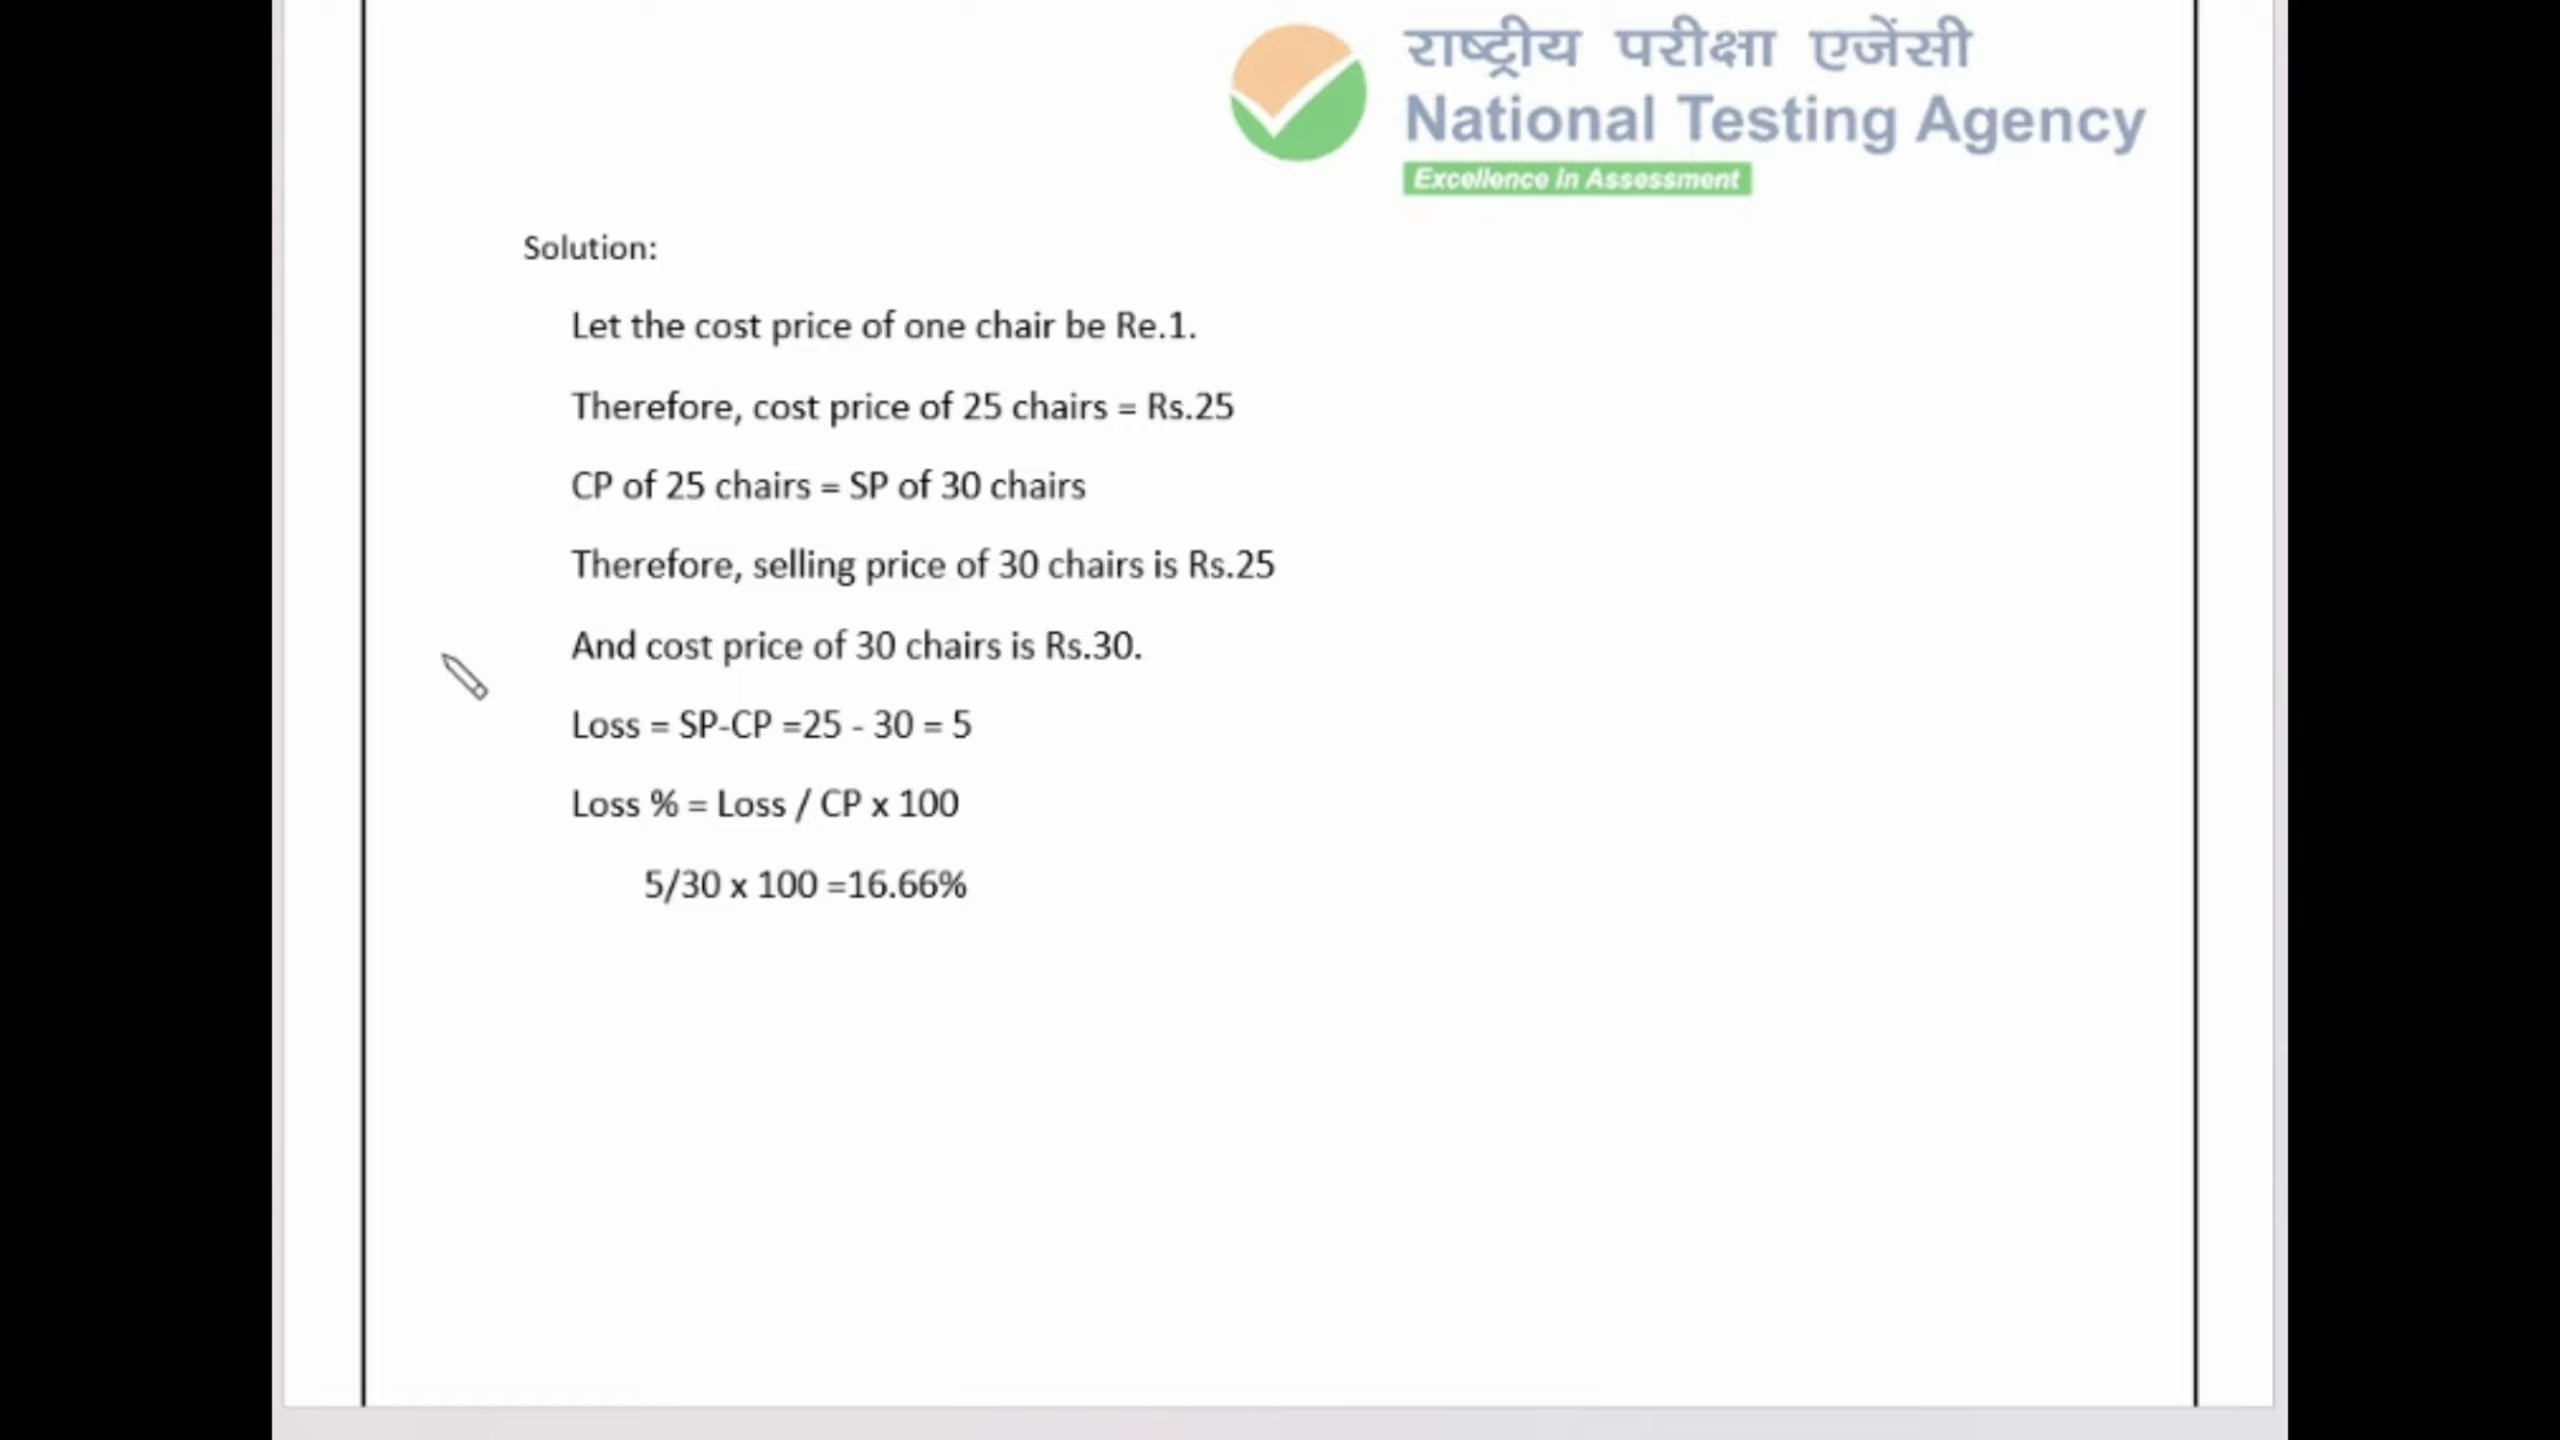 राष्ट्रीय परीक्षा एजेंसी
National Testing Agency
Excellence in Assessment
Solution:
Let the cost price of one chair be Re.1.
Therefore, cost price of 25 chairs = Rs.25
CP of 25 chairs = SP of 30 chairs
Therefore, selling price of 30 chairs is Rs.25
And cost price of 30 chairs is Rs.30.
Loss = SP-CP =25 - 30 = 5
Loss % = Loss / CP x 100
5/30 x 100 =16.66%